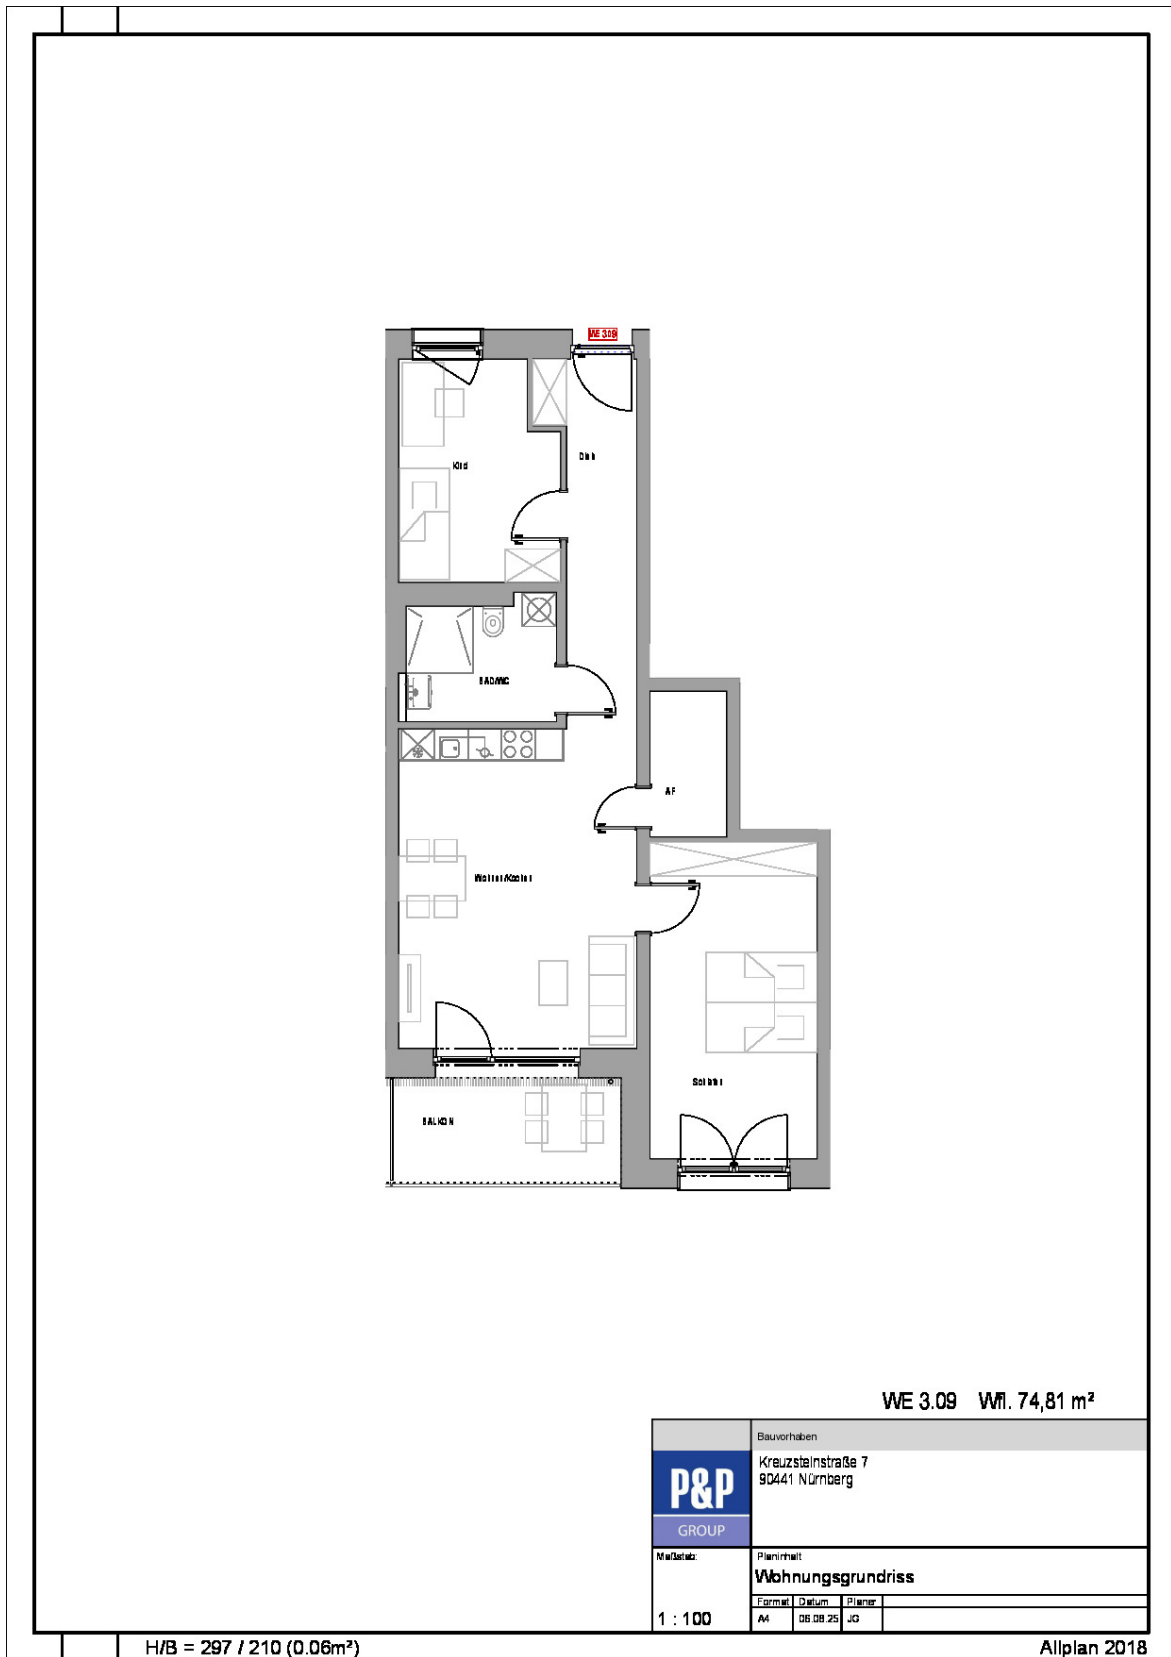 WE 3.09
Kind
BAD/WC
AR
Wohnen/Kochen
BALKON
WE 3.09 Wfl. 74,81 m²
Bauvorhaben
Kreuzsteinstraße 7
90441 Nürnberg
P&P
GROUP
Maßstab:
1 : 100
Planinhalt
Wohnungsgrundriss
Format Datum Planer
A4 06.08.25 JG
H/B = 297 / 210 (0.06m²)
Allplan 2018